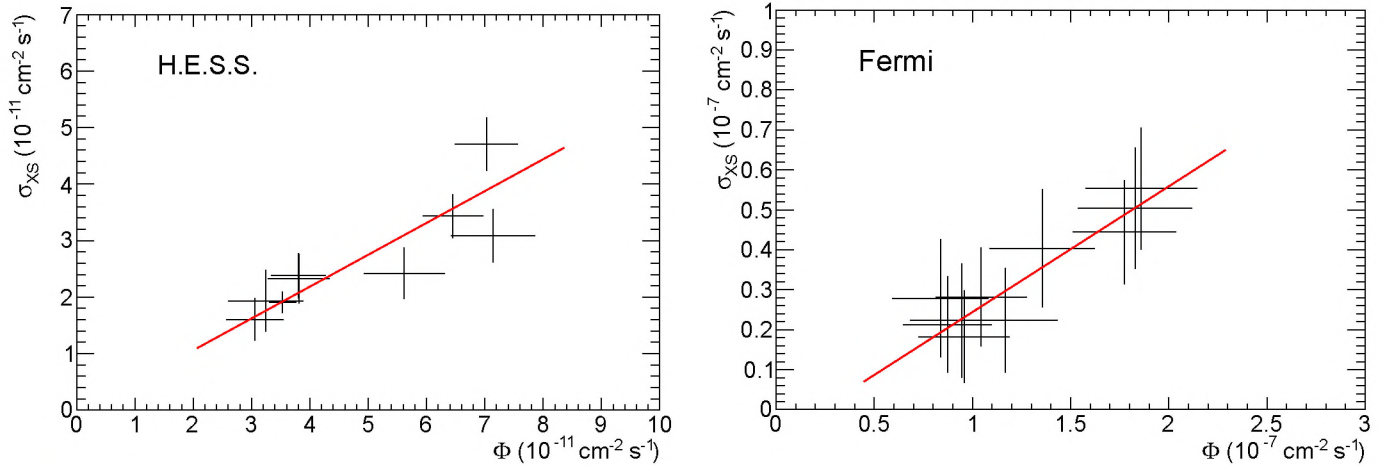 H.E.S.S.
σXS (10-11 cm-2 s-1)
7
6
5
4
3
2
1
0
0 1 2 3 4 5 6 7 8 9 10
Φ (10-11 cm-2 s-1)
Fermi
σXS (10-7 cm-2 s-1)
1
0.9
0.8
0.7
0.6
0.5
0.4
0.3
0.2
0.1
0
0 0.5 1 1.5 2 2.5 3
Φ (10-7 cm-2 s-1)